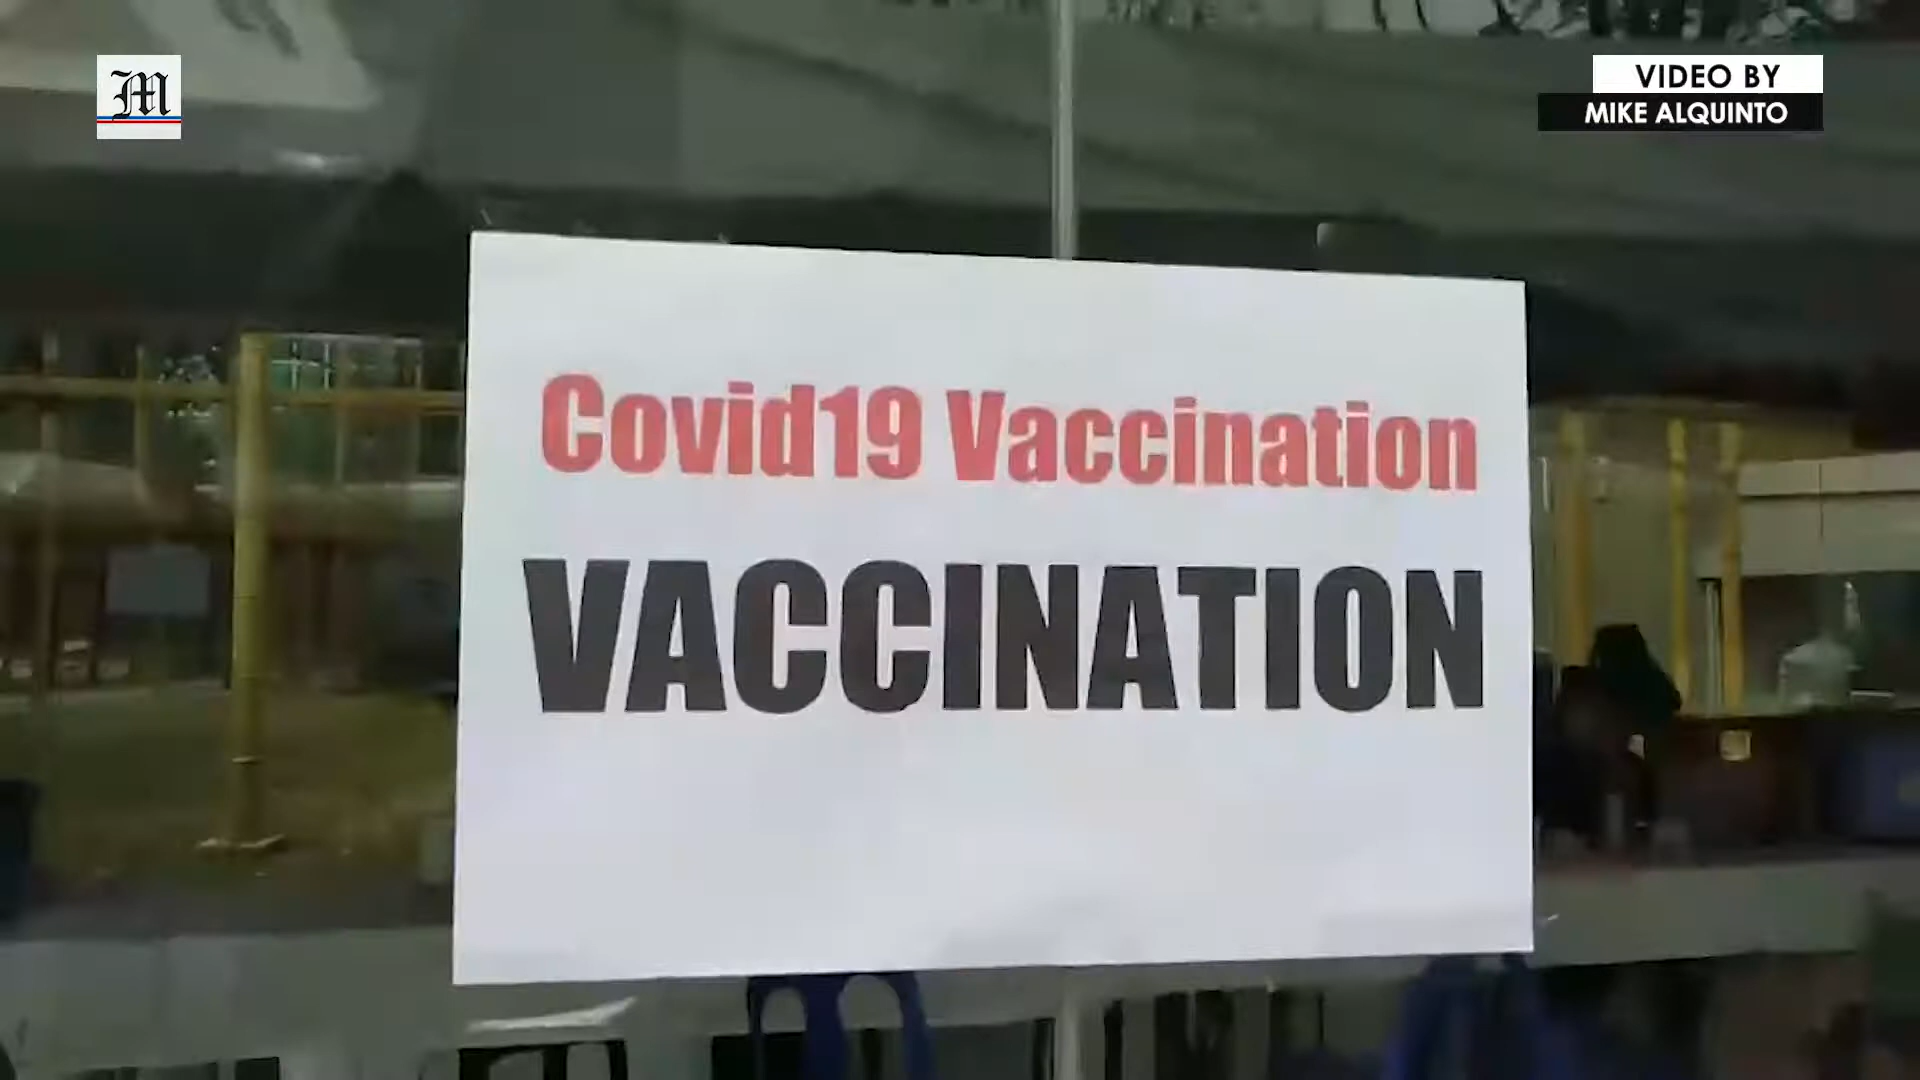 M
VIDEO BY
MIKE ALQUINTO
Covid19 Vaccination
VACCINATION